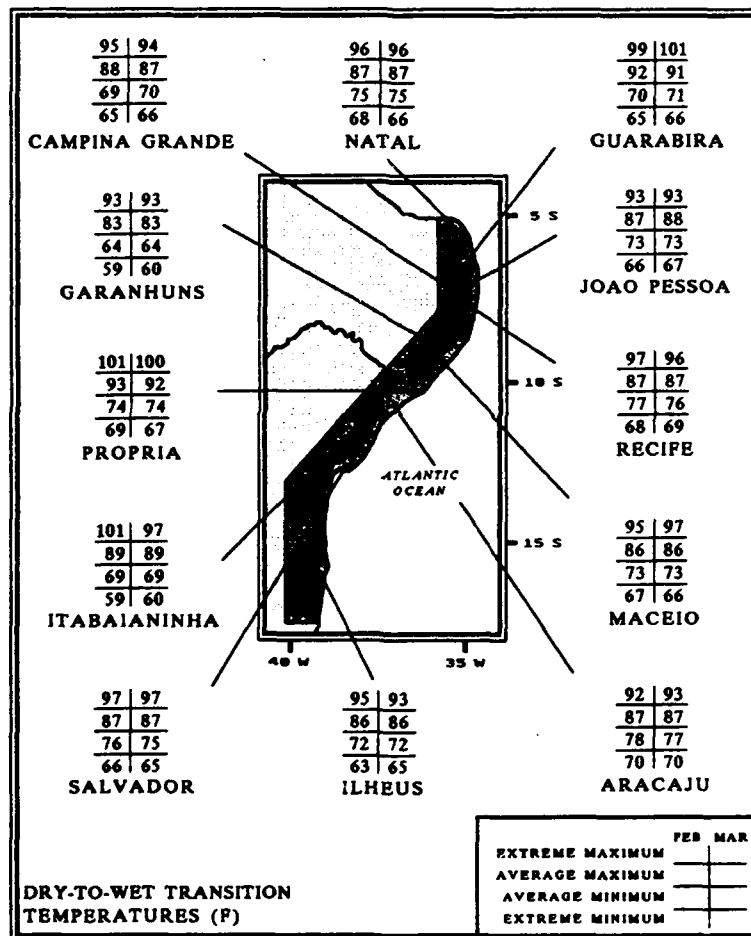 95 94
88 87
69 70
65 66
CAMPINA GRANDE
96 96
87 87
75 75
68 66
NATAL
99 101
92 91
70 71
65 66
GUARABIRA
93 93
83 83
64 64
59 60
GARANHUNS
93 93
87 88
73 73
66 67
JOAO PESSOA
101 100
93 92
74 74
69 67
PROPRIA
97 96
87 87
77 76
68 69
RECIFE
101 97
89 89
69 69
59 60
ITABAIANINHA
95 97
86 86
73 73
67 66
MACEIO
97 97
87 87
76 75
66 65
SALVADOR
95 93
86 86
72 72
63 65
ILHEUS
92 93
87 87
78 77
70 70
ARACAJU
5 S
10 S
15 S
40 W
35 W
ATLANTIC
OCEAN
DRY-TO-WET TRANSITION
TEMPERATURES (F)
FEB MAR
EXTREME MAXIMUM
AVERAGE MAXIMUM
AVERAGE MINIMUM
EXTREME MINIMUM